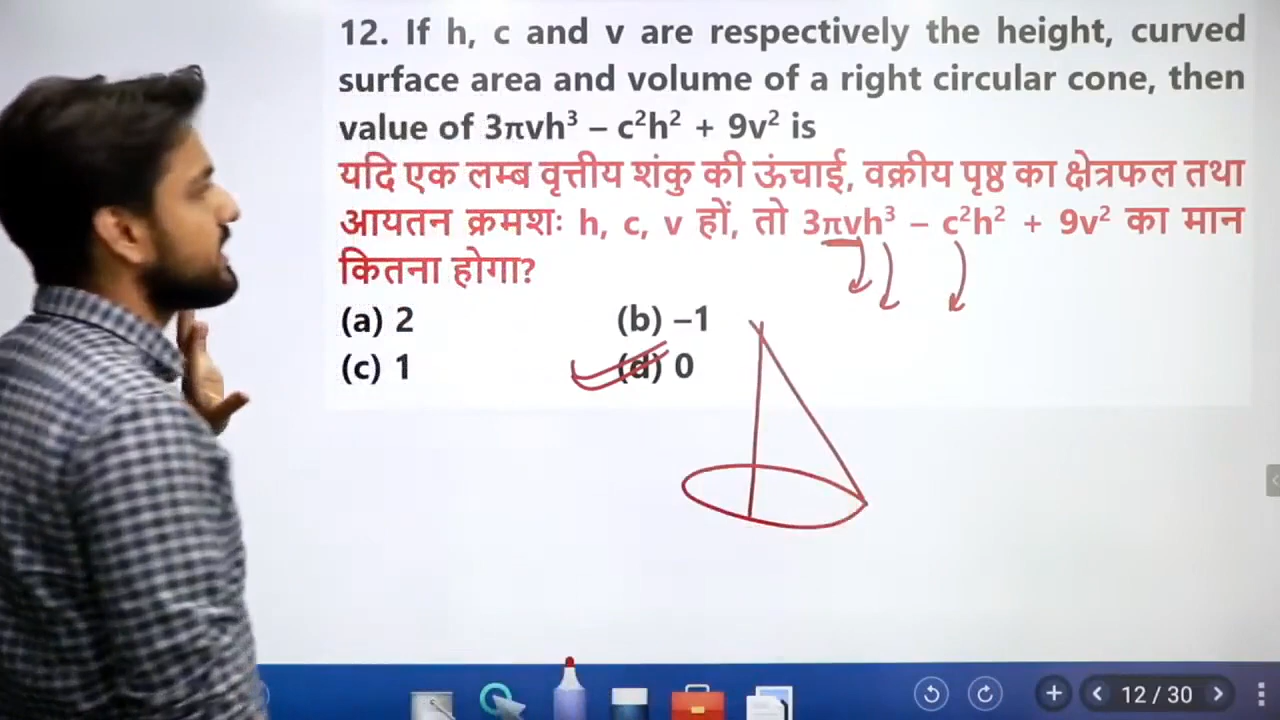 12. If h, c and v are respectively the height, curved
surface area and volume of a right circular cone, then
value of 3πvh³ – c²h² + 9v² is
यदि एक लम्ब वृत्तीय शंकु की ऊंचाई, वक्रीय पृष्ठ का क्षेत्रफल तथा
आयतन क्रमशः h, c, v हों, तो 3πvh³ – c²h² + 9v² का मान
कितना होगा?
(a) 2 (b) –1
(c) 1 (d) 0
12 / 30